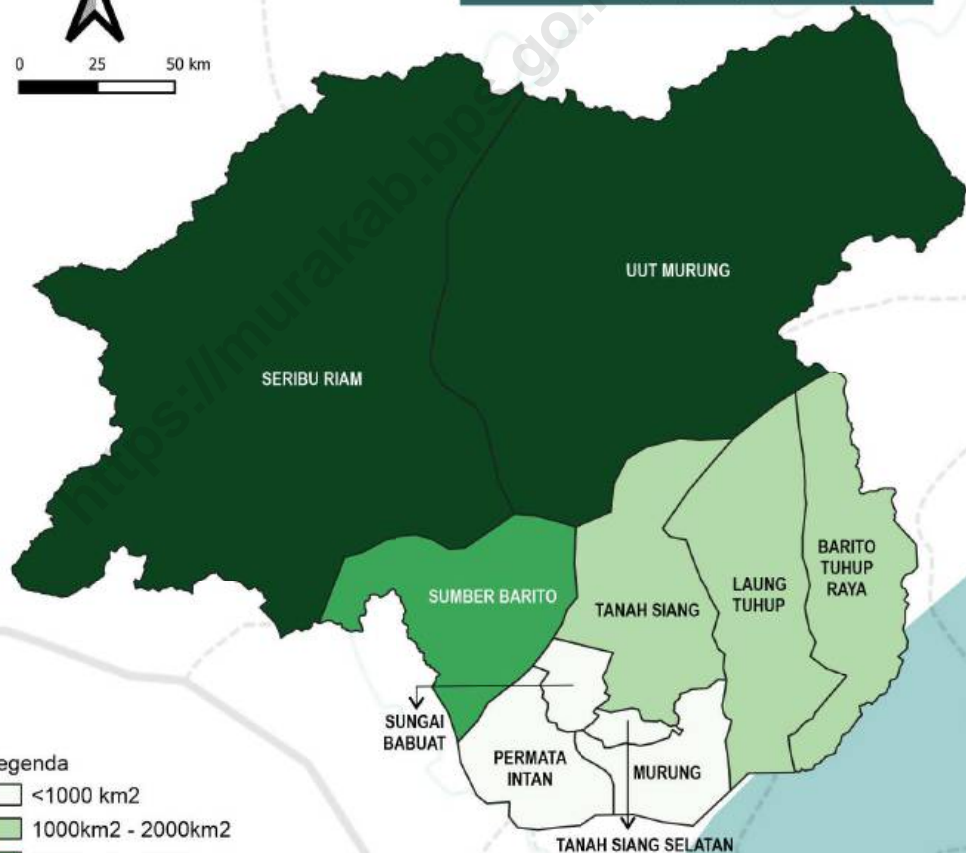 0 25 50 km
https://murakab.bps.go.
UUT MURUNG
SERIBU RIAM
BARITO
TUHUP
RAYA
LAUNG
TUHUP
SUMBER BARITO
TANAH SIANG
SUNGAI
BABUAT
PERMATA
INTAN
MURUNG
TANAH SIANG SELATAN
egenda
<1000 km2
1000km2 - 2000km2